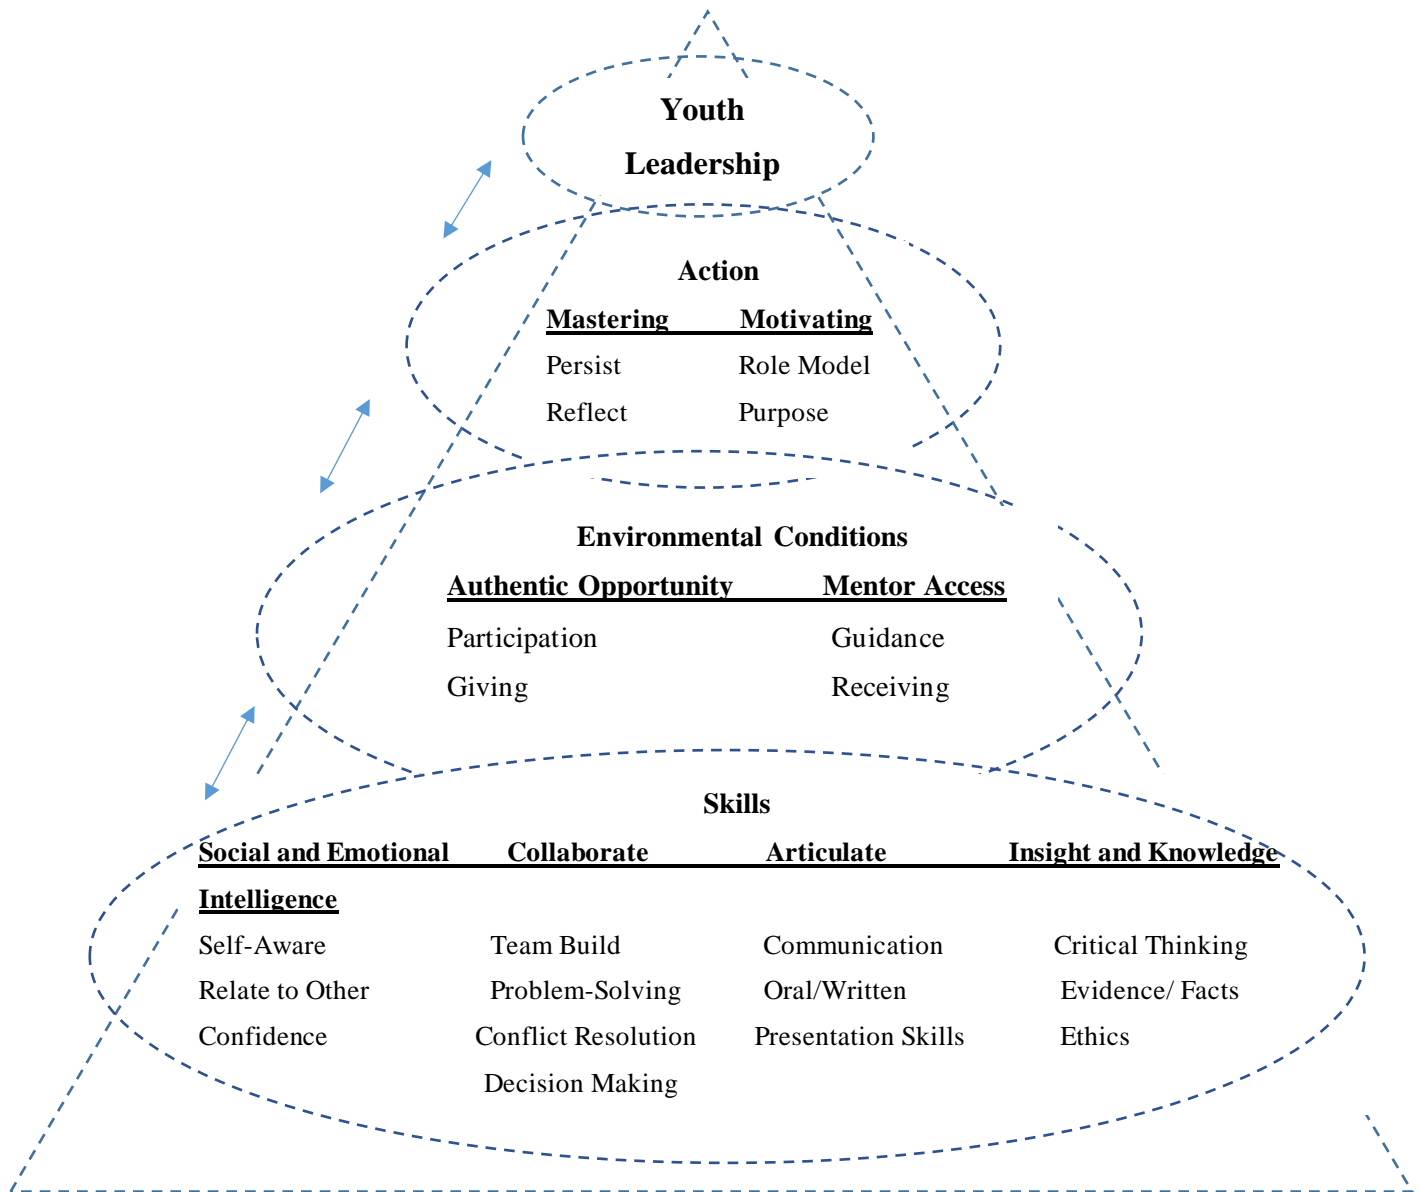 Youth
Leadership
Action
Mastering Motivating
Persist Role Model
Reflect Purpose
Environmental Conditions
Authentic Opportunity Mentor Access
Participation Guidance
Giving Receiving
Skills
Social and Emotional Collaborate Articulate Insight and Knowledge
Intelligence
Self-Aware Team Build Communication Critical Thinking
Relate to Other Problem-Solving Oral/Written Evidence/ Facts
Confidence Conflict Resolution Presentation Skills Ethics
Decision Making